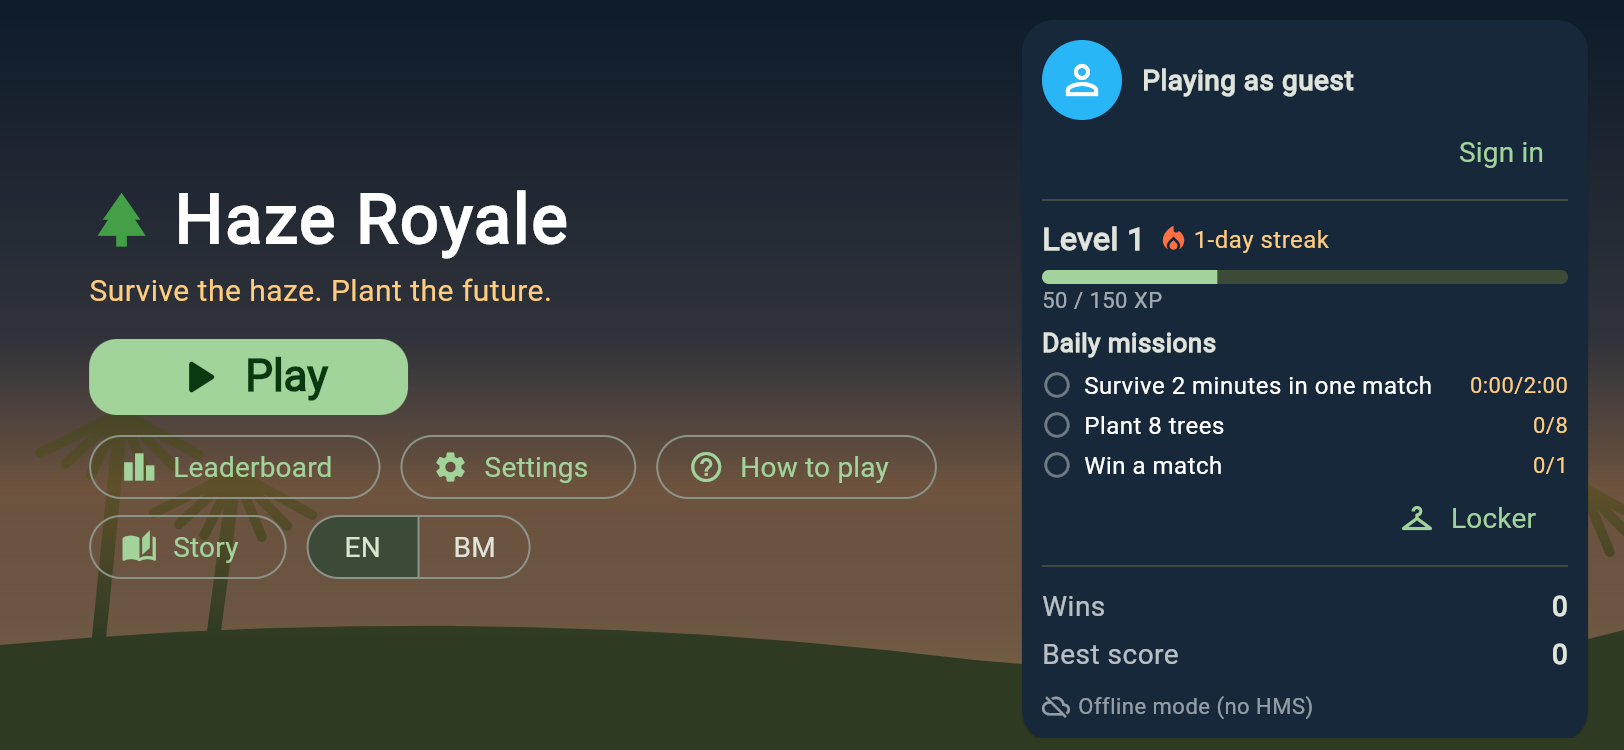 Haze Royale
Survive the haze. Plant the future.
Play
Leaderboard
Settings
How to play
Story
EN
BM
Playing as guest
Sign in
Level 1
1-day streak
50 / 150 XP
Daily missions
Survive 2 minutes in one match 0:00/2:00
Plant 8 trees 0/8
Win a match 0/1
Locker
Wins 0
Best score 0
Offline mode (no HMS)